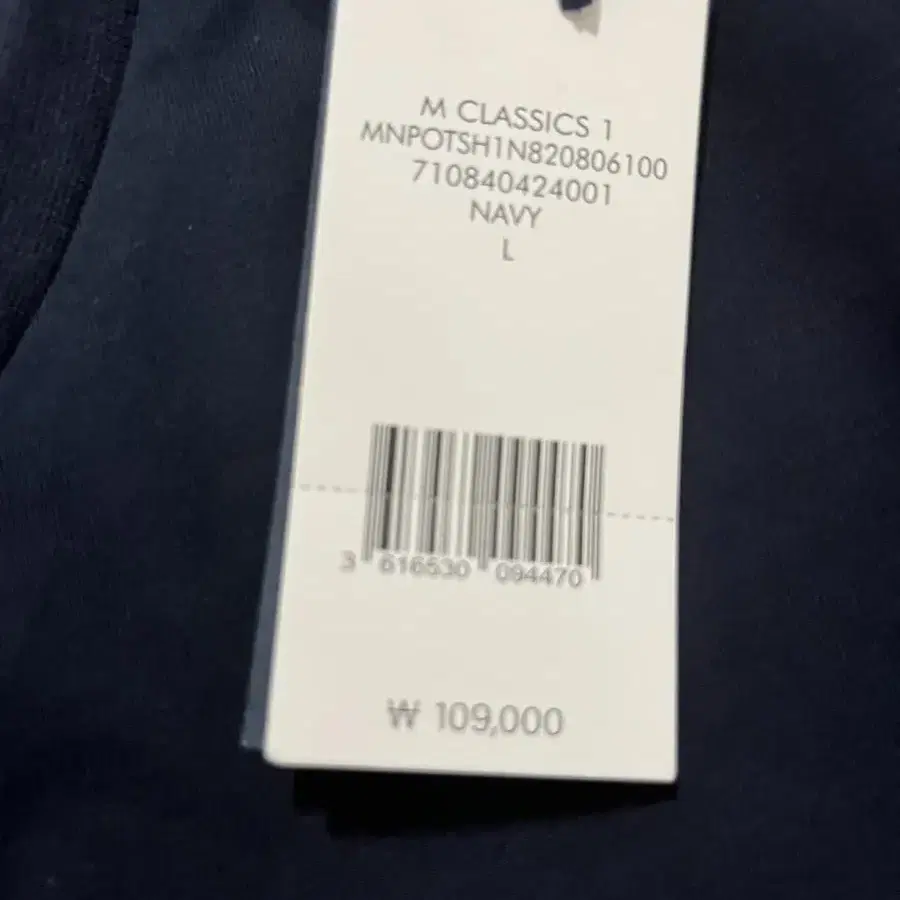 M CLASSICS 1
MNPOTSH1N820806100
710840424001
NAVY
L
3 616530 094470
₩ 109,000